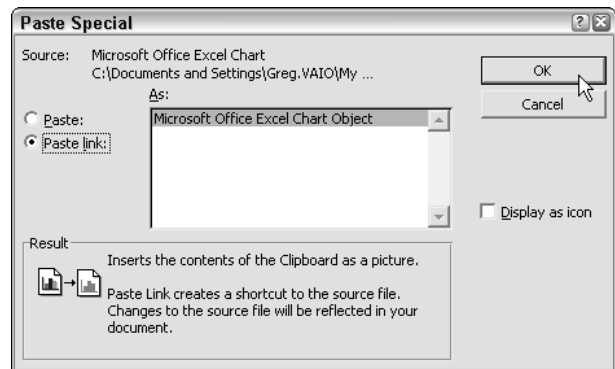 Paste Special
Source: Microsoft Office Excel Chart
C:\Documents and Settings\Greg.VAIO\My ...
As:
Paste:
Paste link:
Microsoft Office Excel Chart Object
OK
Cancel
Display as icon
Result
Inserts the contents of the Clipboard as a picture.
Paste Link creates a shortcut to the source file.
Changes to the source file will be reflected in your
document.